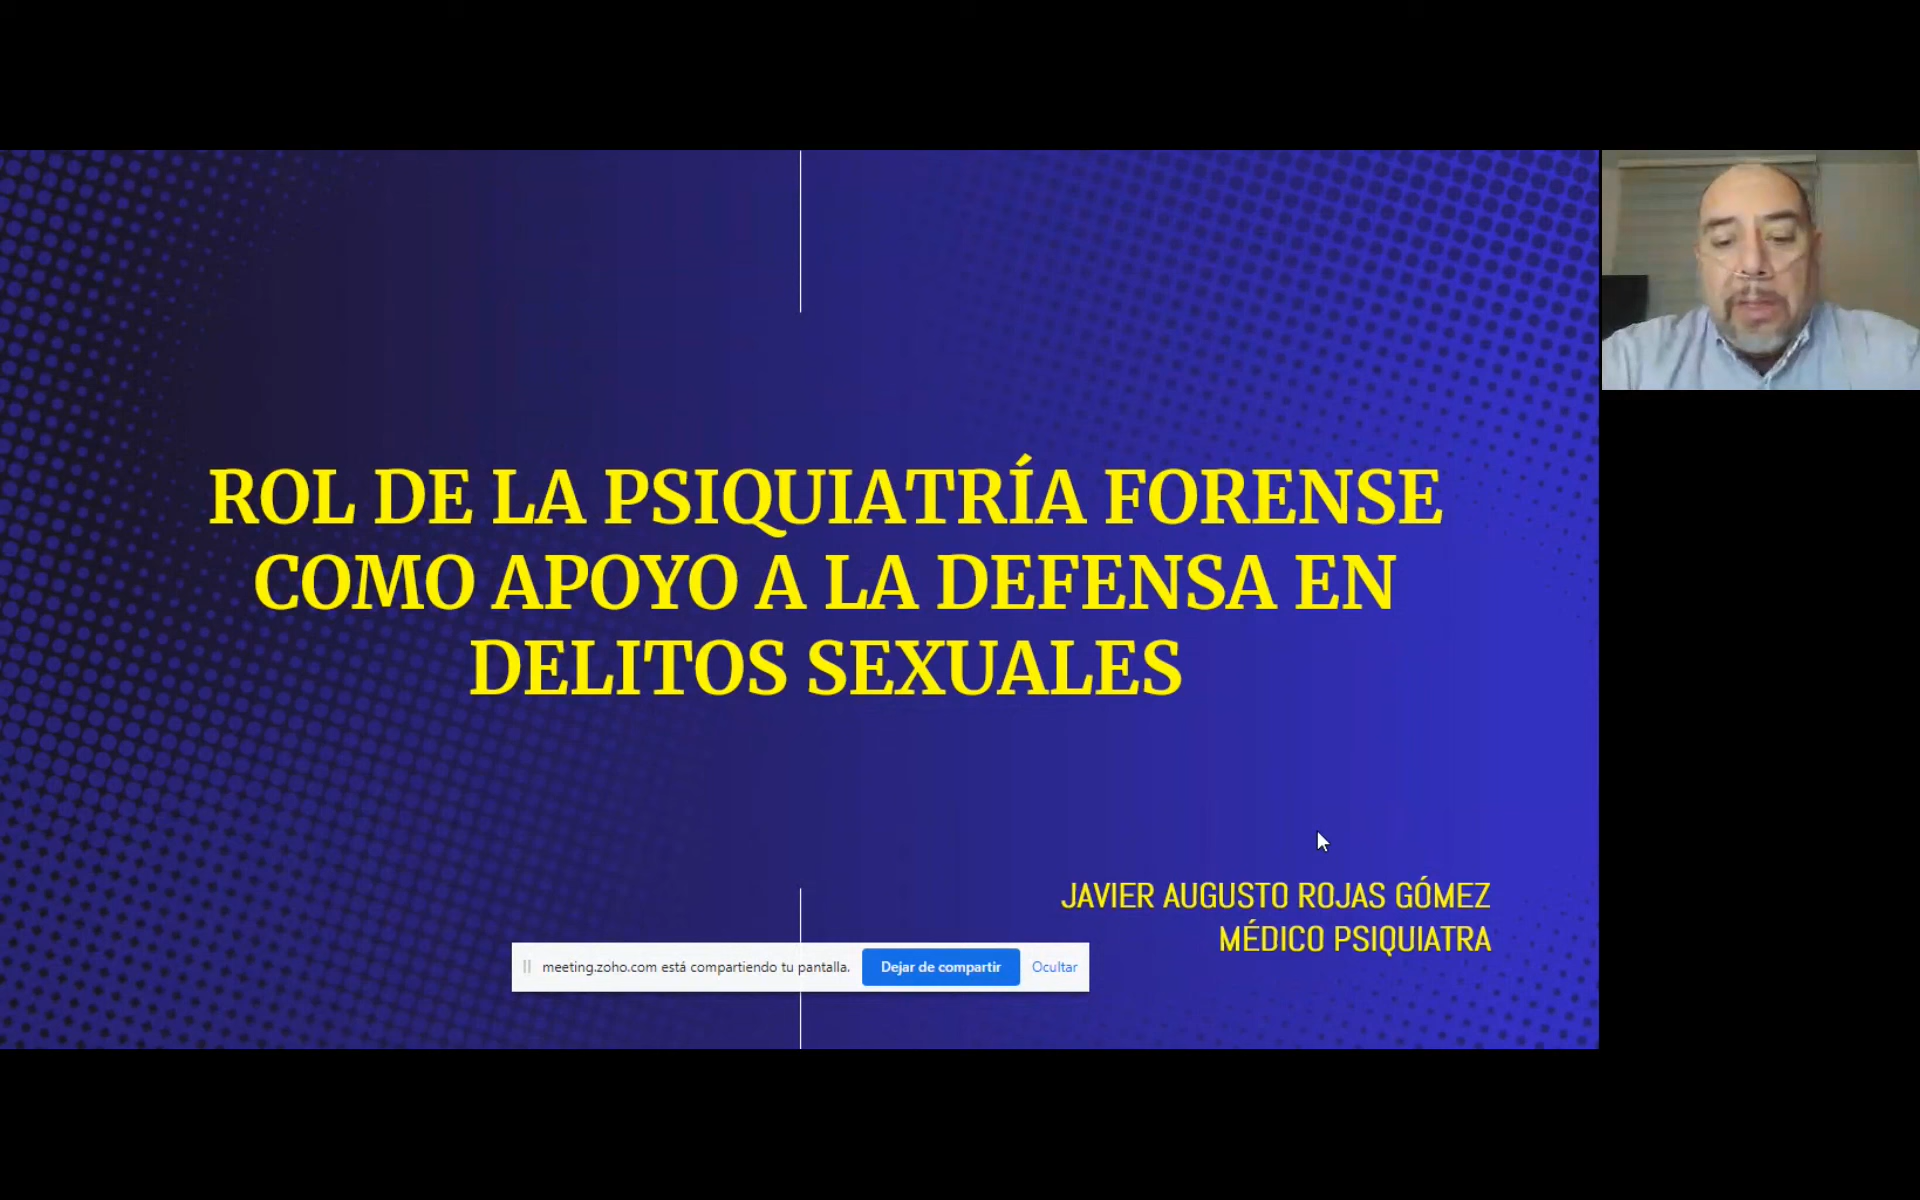 ROL DE LA PSIQUIATRÍA FORENSE
COMO APOYO A LA DEFENSA EN
DELITOS SEXUALES
JAVIER AUGUSTO ROJAS GÓMEZ
MÉDICO PSIQUIATRA
meeting.zoho.com está compartiendo tu pantalla. Dejar de compartir Ocultar